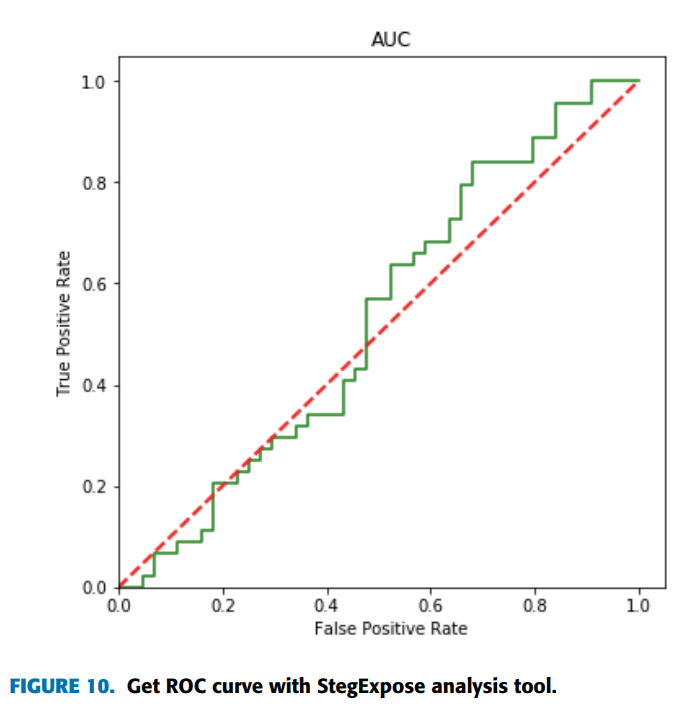 AUC
1.0
0.8
0.6
0.4
0.2
0.0
True Positive Rate
0.0 0.2 0.4 0.6 0.8 1.0
False Positive Rate
FIGURE 10. Get ROC curve with StegExpose analysis tool.